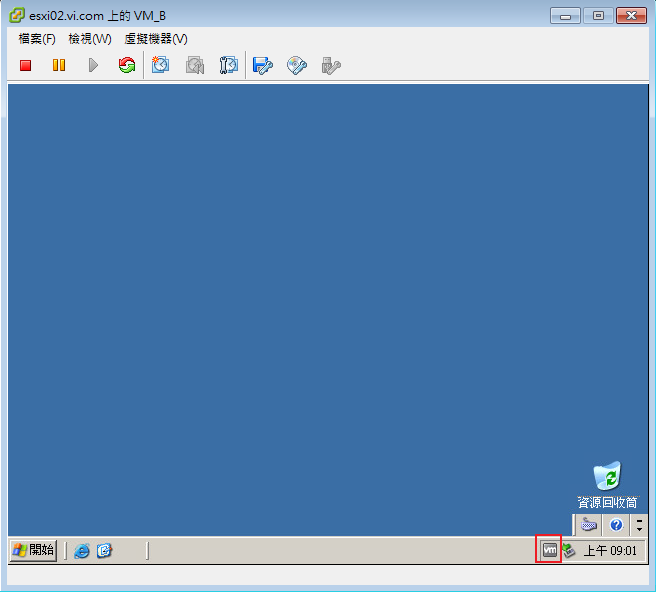 esxi02.vi.com 上的 VM_B
檔案(F) 檢視(W) 虛擬機器(V)
資源回收筒
開始 vm 上午 09:01